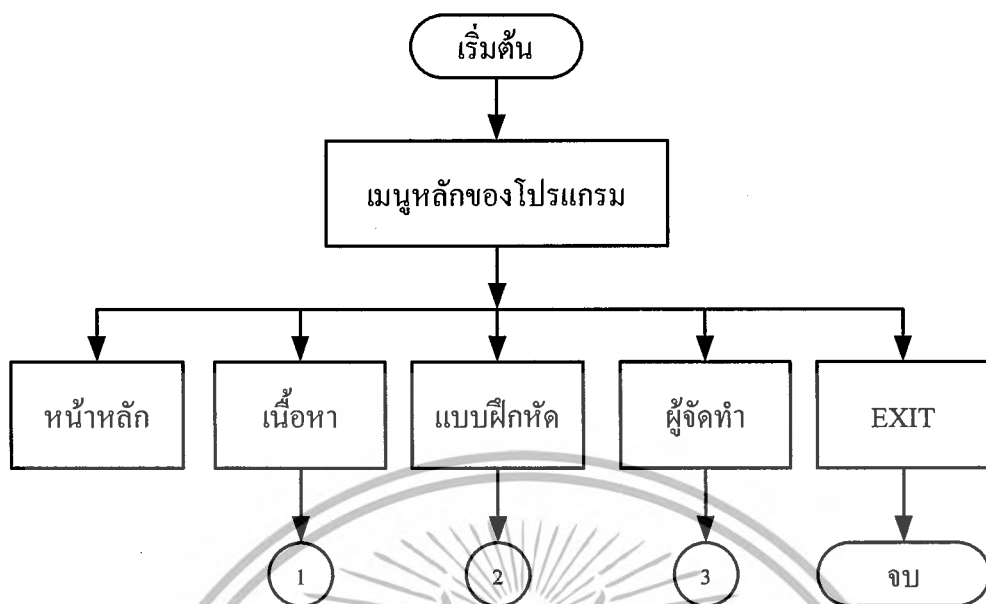 เริ่มต้น
เมนูหลักของโปรแกรม
หน้าหลัก
เนื้อหา
แบบฝึกหัด
ผู้จัดทำ
EXIT
1
2
3
จบ